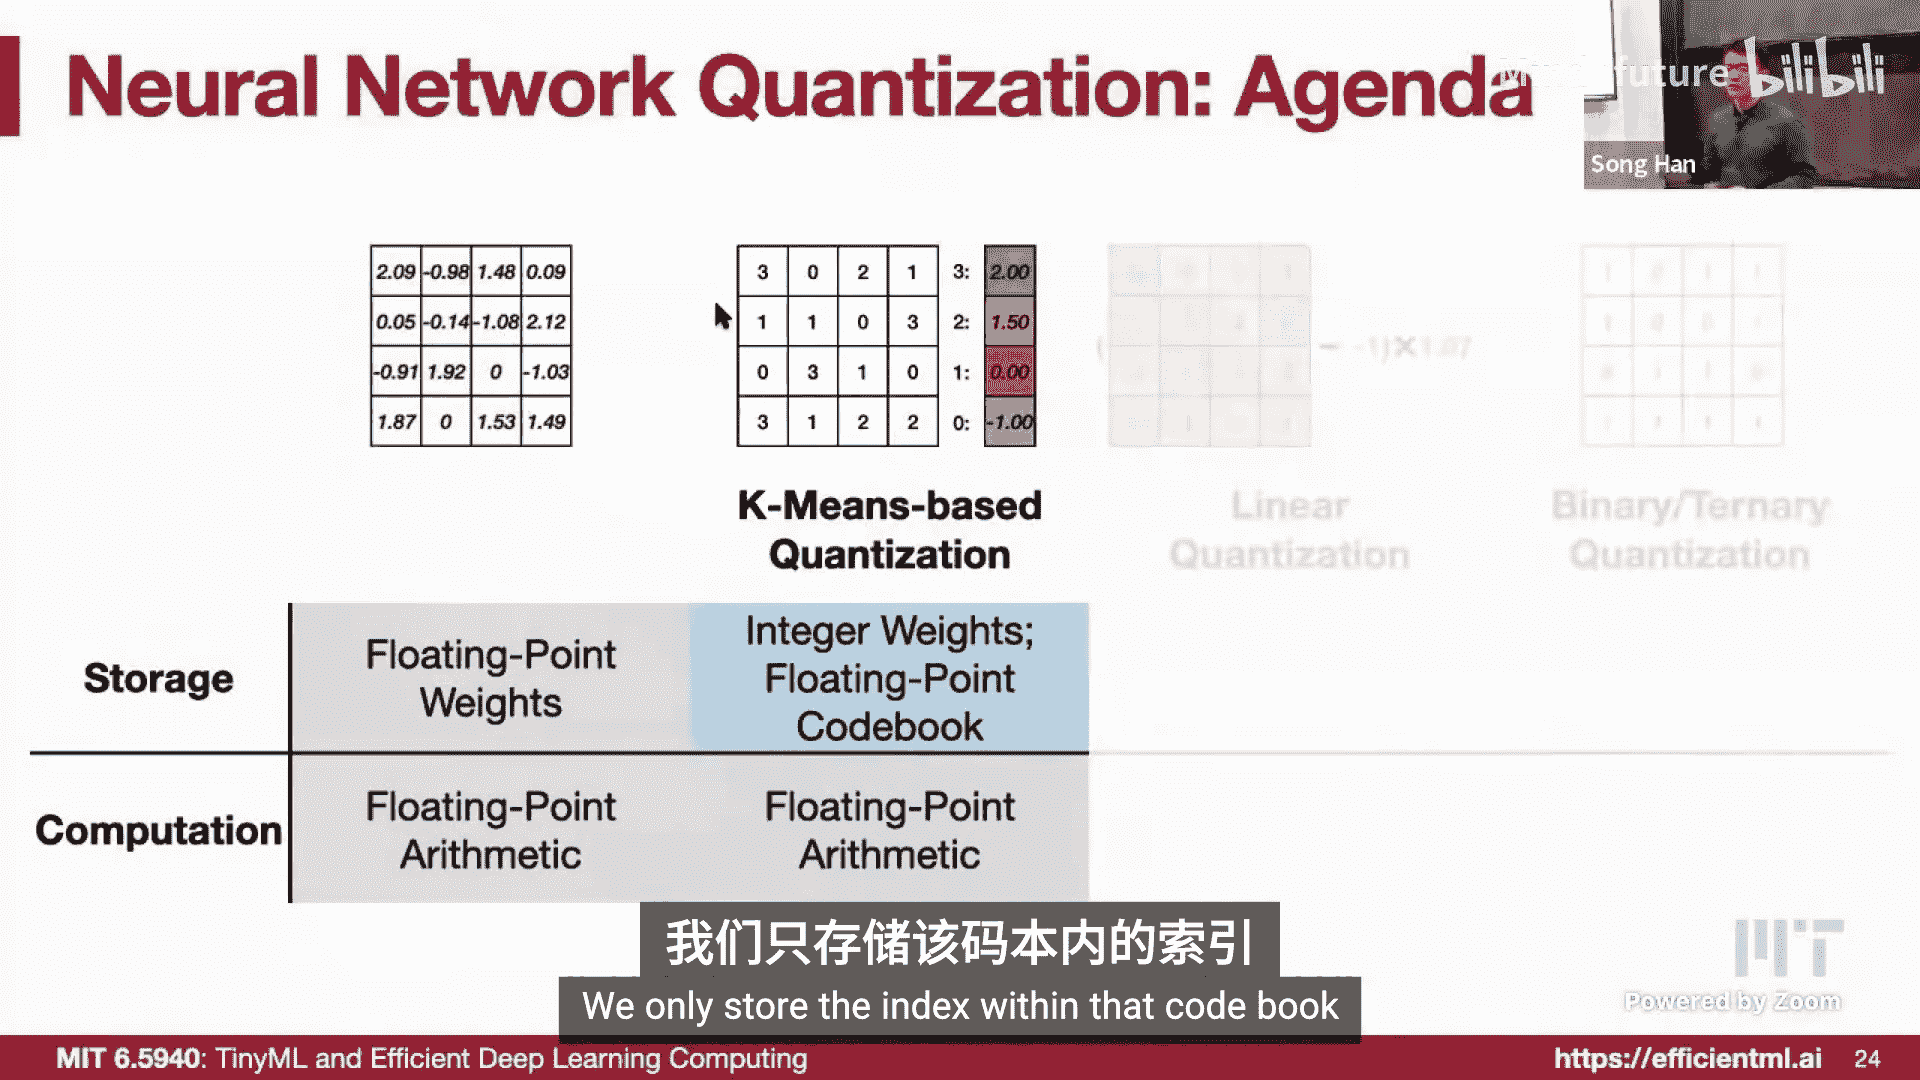 Neural Network Quantization: Agenda
future bilibili
Song Han
2.09 -0.98 1.48 0.09
0.05 -0.14 -1.08 2.12
-0.91 1.92 0 -1.03
1.87 0 1.53 1.49
3 0 2 1 3: 2.00
1 1 0 3 2: 1.50
0 3 1 0 1: 0.00
3 1 2 2 0: -1.00
- -1)×1.07
K-Means-based
Quantization
Linear
Quantization
Binary/Ternary
Quantization
Storage
Floating-Point
Weights
Integer Weights;
Floating-Point
Codebook
Computation
Floating-Point
Arithmetic
Floating-Point
Arithmetic
我们只存储该码本内的索引
We only store the index within that code book
MIT
Powered by Zoom
MIT 6.5940: TinyML and Efficient Deep Learning Computing
https://efficientml.ai 24